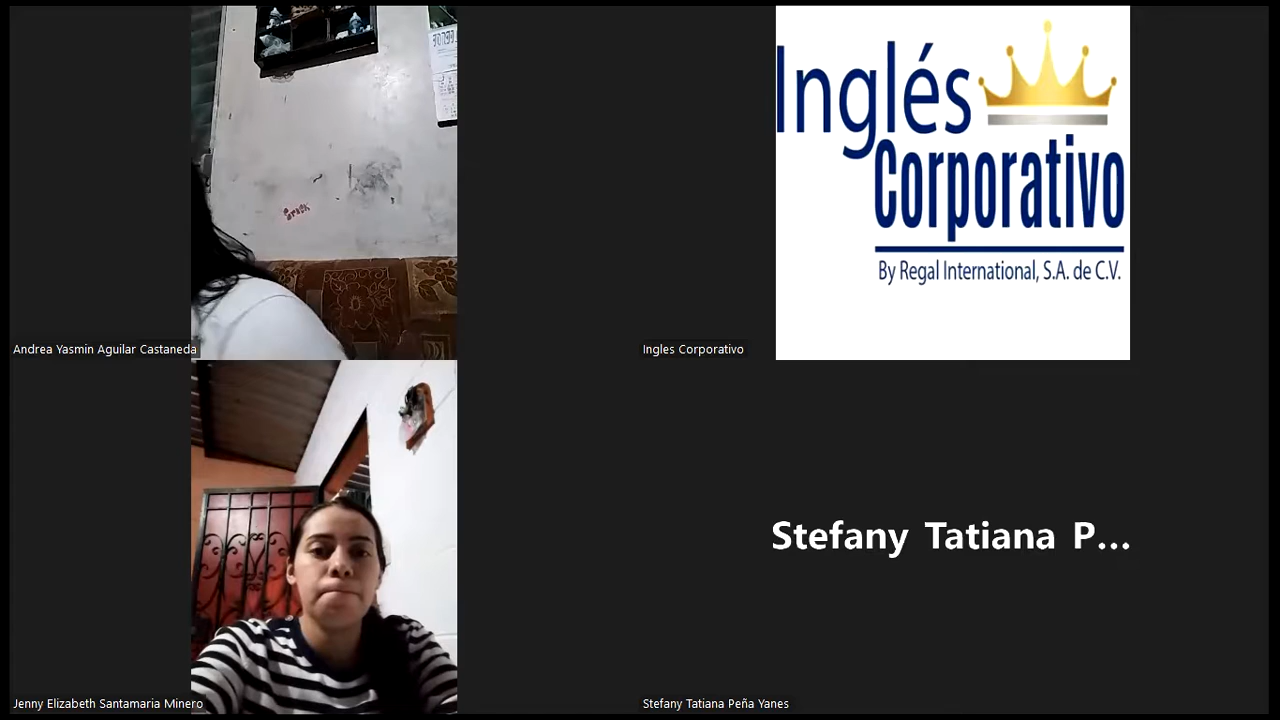 Inglés
Corporativo
By Regal International, S.A. de C.V.
Andrea Yasmin Aguilar Castaneda
Ingles Corporativo
Stefany Tatiana P...
Jenny Elizabeth Santamaria Minero
Stefany Tatiana Peña Yanes